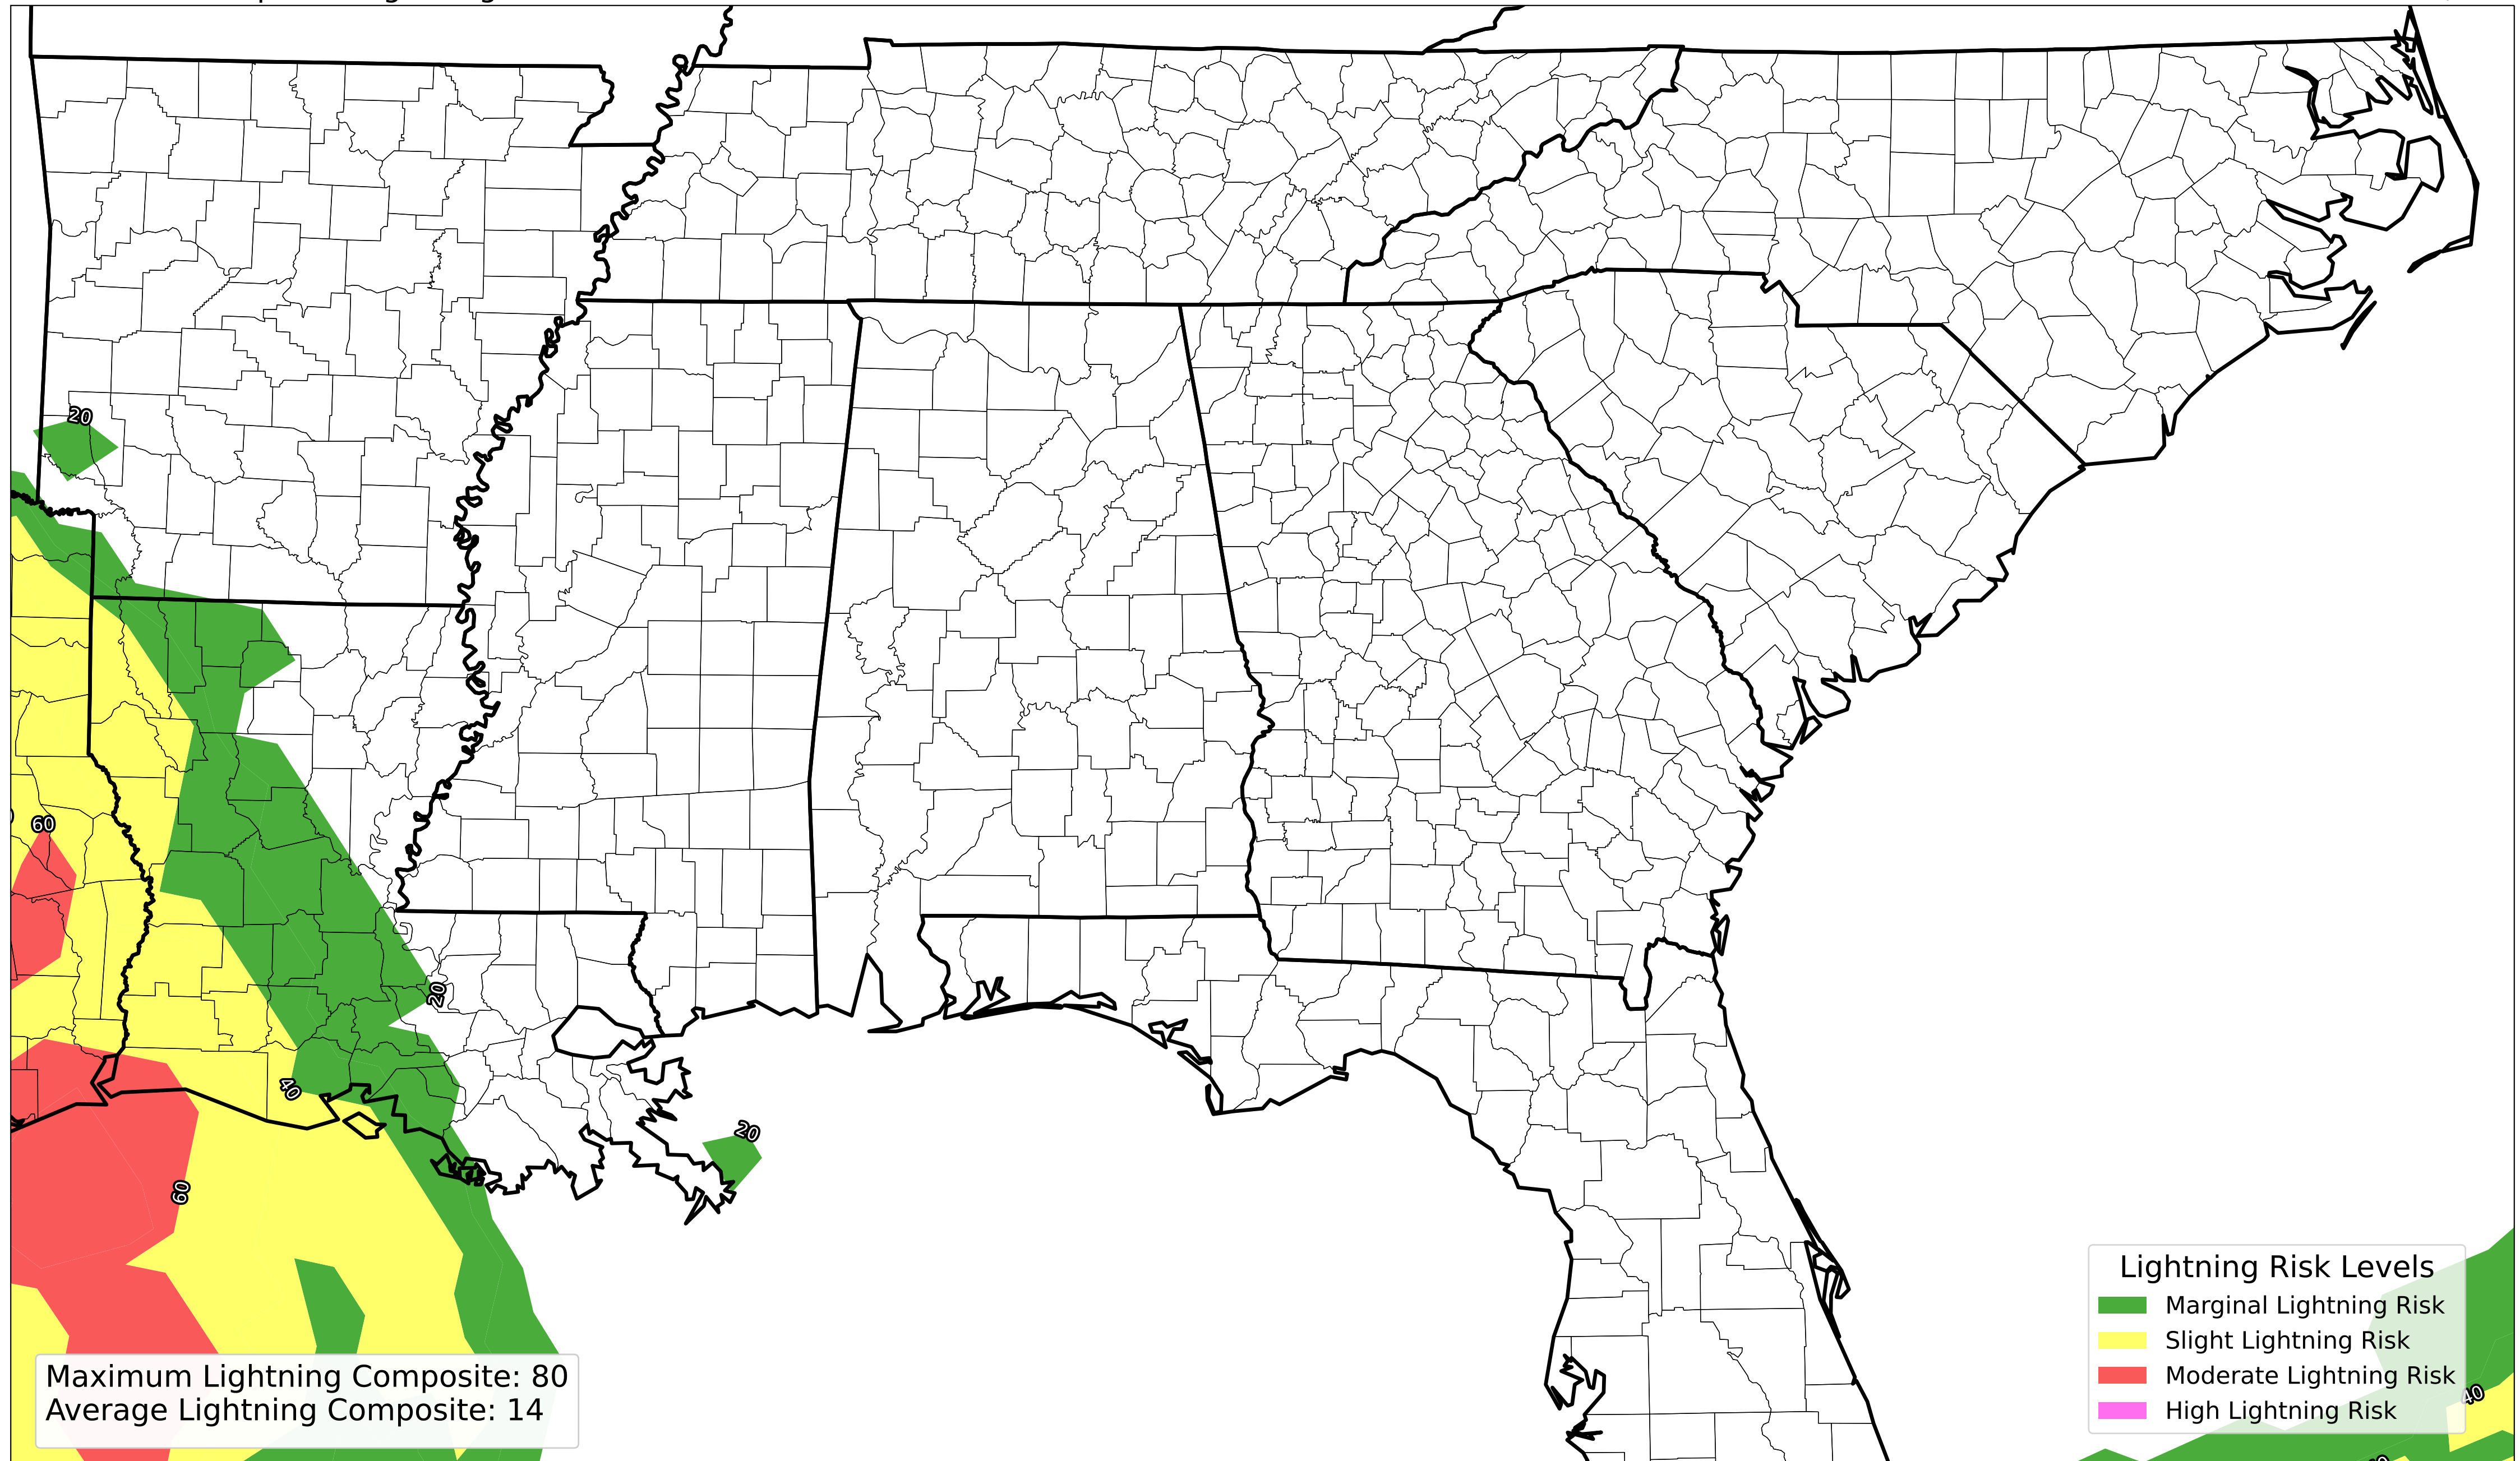 20
60
20
40
20
60
Lightning Risk Levels
Marginal Lightning Risk
Slight Lightning Risk
Moderate Lightning Risk
High Lightning Risk
Maximum Lightning Composite: 80
Average Lightning Composite: 14
40